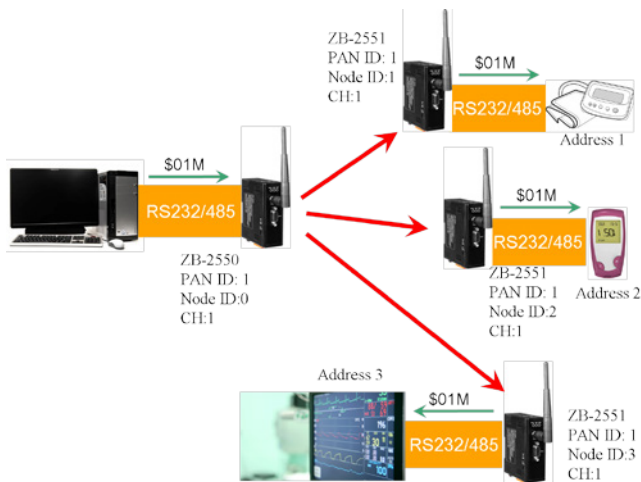 ZB-2551
PAN ID: 1
Node ID:1
CH:1
$01M
RS232/485
Address 1
$01M
RS232/485
ZB-2550
PAN ID: 1
Node ID:0
CH:1
$01M
RS232/485
ZB-2551
PAN ID: 1
Node ID:2
CH:1
Address 2
Address 3
$01M
RS232/485
ZB-2551
PAN ID: 1
Node ID:3
CH:1